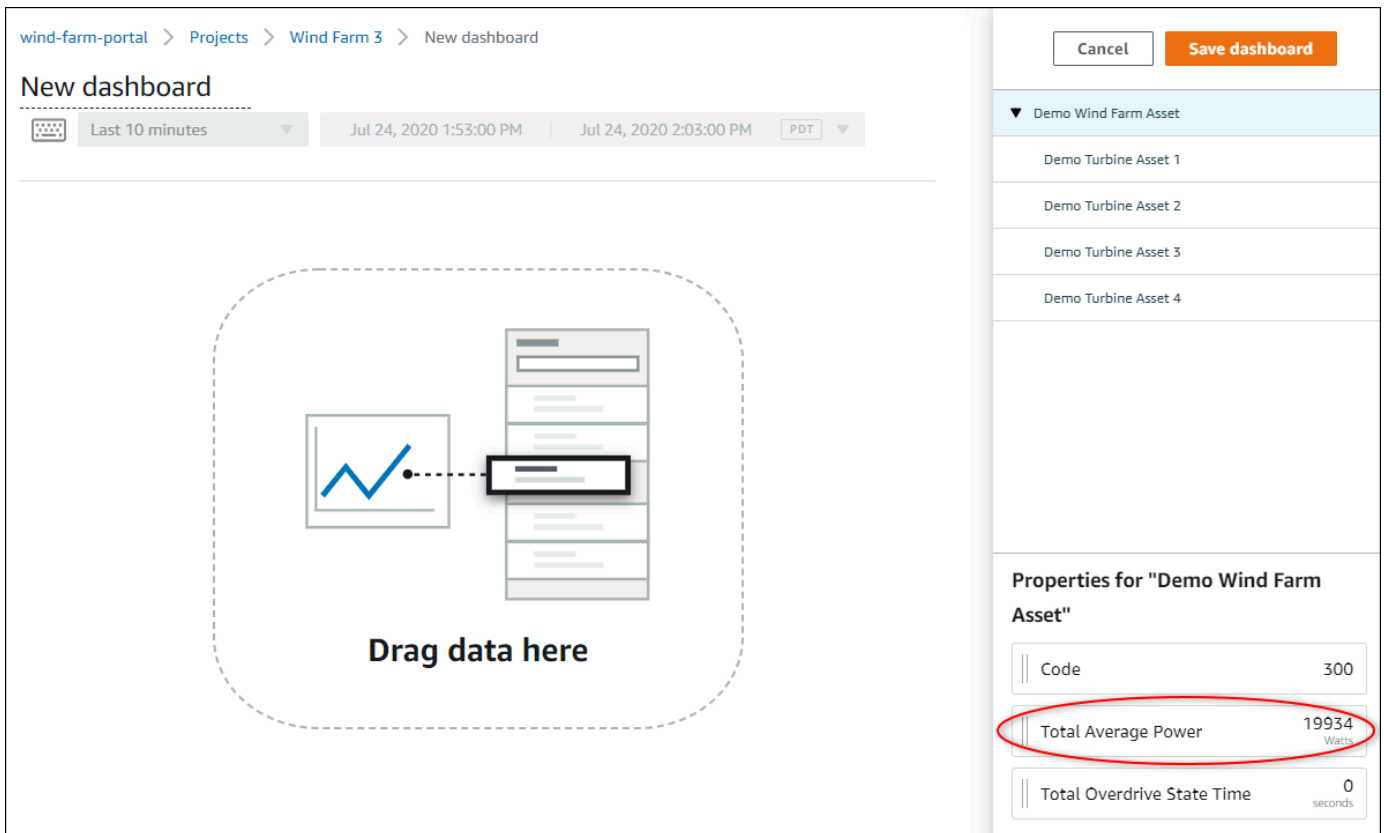 wind-farm-portal > Projects > Wind Farm 3 > New dashboard
New dashboard
Last 10 minutes
Jul 24, 2020 1:53:00 PM
Jul 24, 2020 2:03:00 PM
PDT
Drag data here
Cancel
Save dashboard
Demo Wind Farm Asset
Demo Turbine Asset 1
Demo Turbine Asset 2
Demo Turbine Asset 3
Demo Turbine Asset 4
Properties for "Demo Wind Farm
Asset"
Code 300
Total Average Power 19934
Watts
Total Overdrive State Time 0
seconds